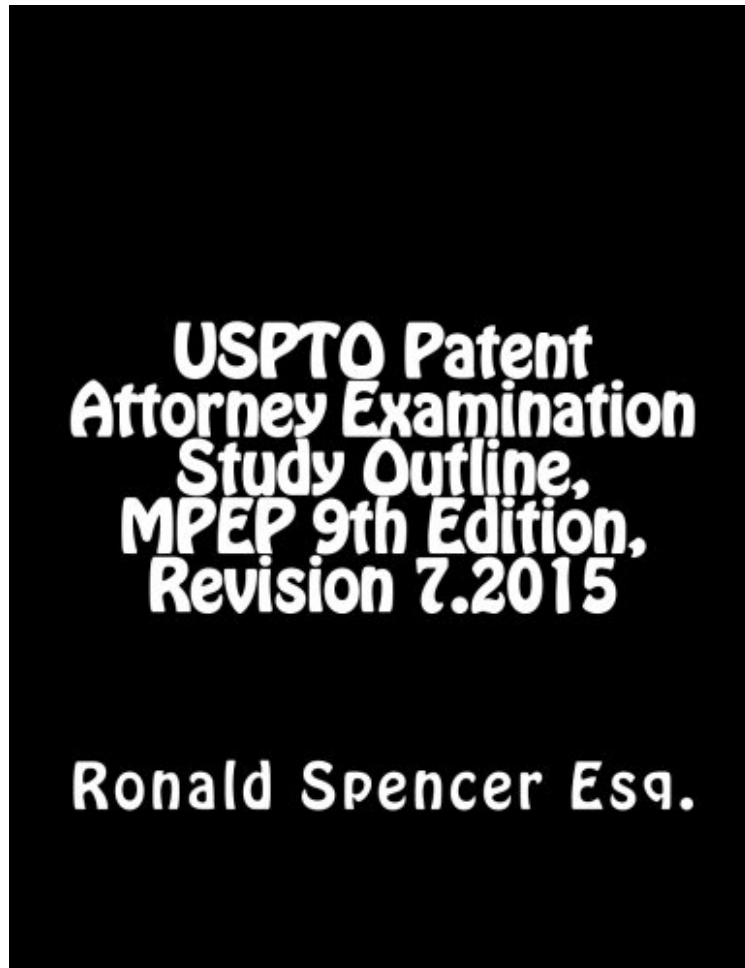 USPTO Patent
Attorney Examination
Study Outline,
MPEP 9th Edition,
Revision 7.2015
Ronald Spencer Esq.